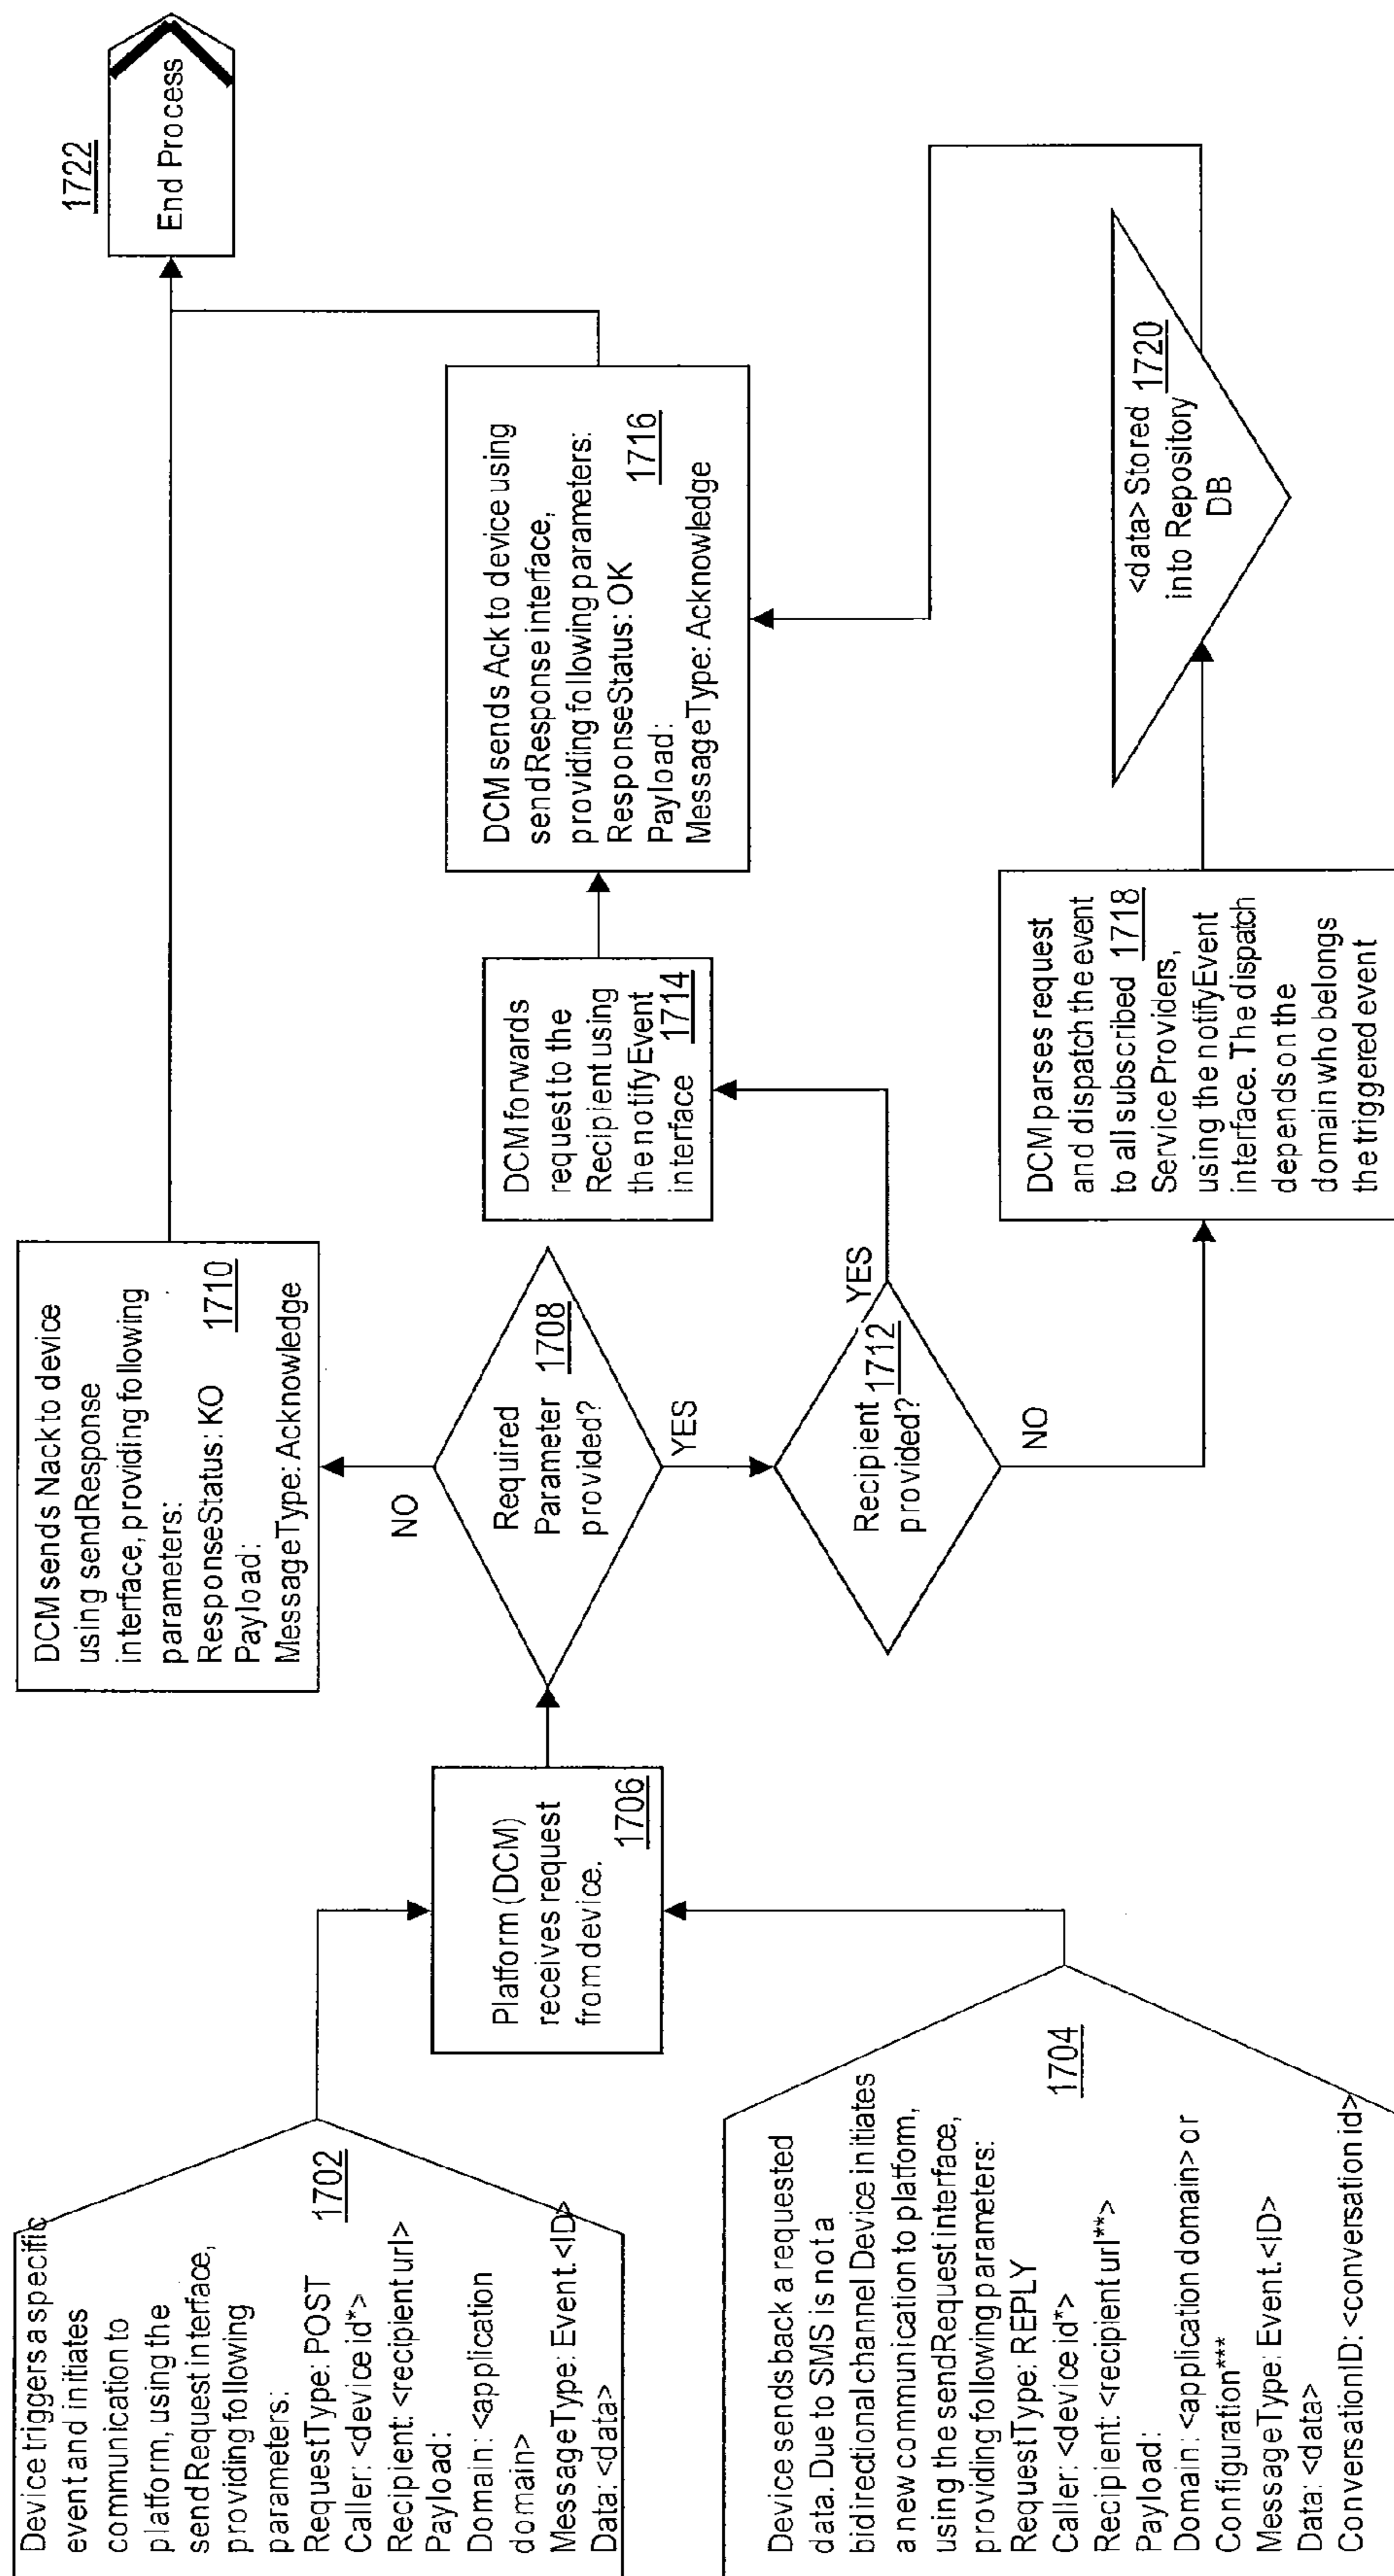 Device triggers a specific
event and initiates
communication to
platform, using the
sendRequest interface,
providing following
parameters:
RequestType: POST
Caller: <device id*>
Recipient: <recipient url>
Payload:
Domain: <application
domain>
MessageType: Event.<ID>
Data: <data>
1702
Device sends back a requested
data. Due to SMS is not a
bidirectional channel Device initiates
a new communication to platform,
using the sendRequest interface,
providing following parameters:
RequestType: REPLY
Caller: <device id*>
Recipient: <recipient url**>
Payload:
Domain: <application domain> or
Configuration***
MessageType: Event.<ID>
Data: <data>
ConversationID: <conversation id>
1704
Platform (DCM)
receives request
from device.
1706
Required
Parameter 1708
provided?
NO
YES
DCM sends Nack to device
using sendResponse
interface, providing following
parameters:
ResponseStatus: KO 1710
Payload:
MessageType: Acknowledge
Recipient 1712
provided?
YES
NO
DCM forwards
request to the
Recipient using
the notifyEvent
interface 1714
DCM sends Ack to device using
sendResponse interface,
providing following parameters:
ResponseStatus: OK
Payload: 1716
MessageType: Acknowledge
DCM parses request
and dispatch the event
to all subscribed 1718
Service Providers,
using the notifyEvent
interface. The dispatch
depends on the
domain who belongs
the triggered event
<data> Stored 1720
into Repository
DB
1722
End Process